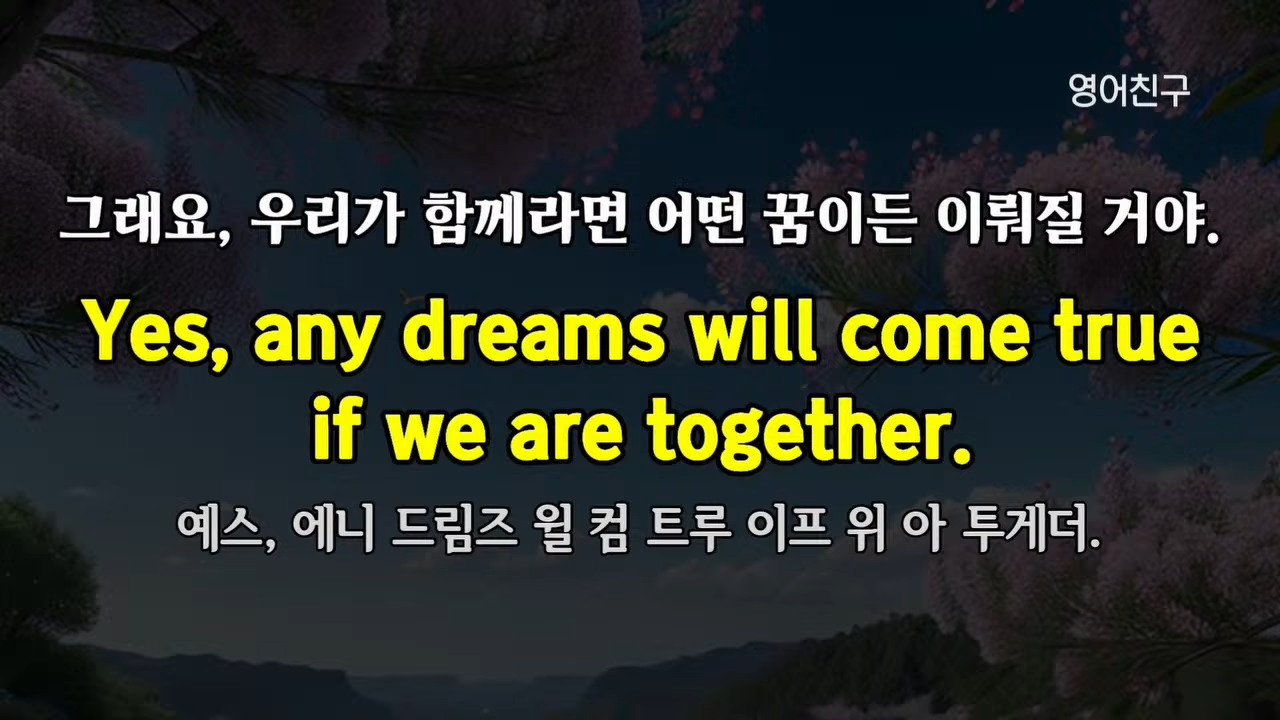 영어친구
그래요, 우리가 함께라면 어떤 꿈이든 이뤄질 거야.
Yes, any dreams will come true
if we are together.
예스, 에니 드림즈 윌 컴 트루 이프 위 아 투게더.